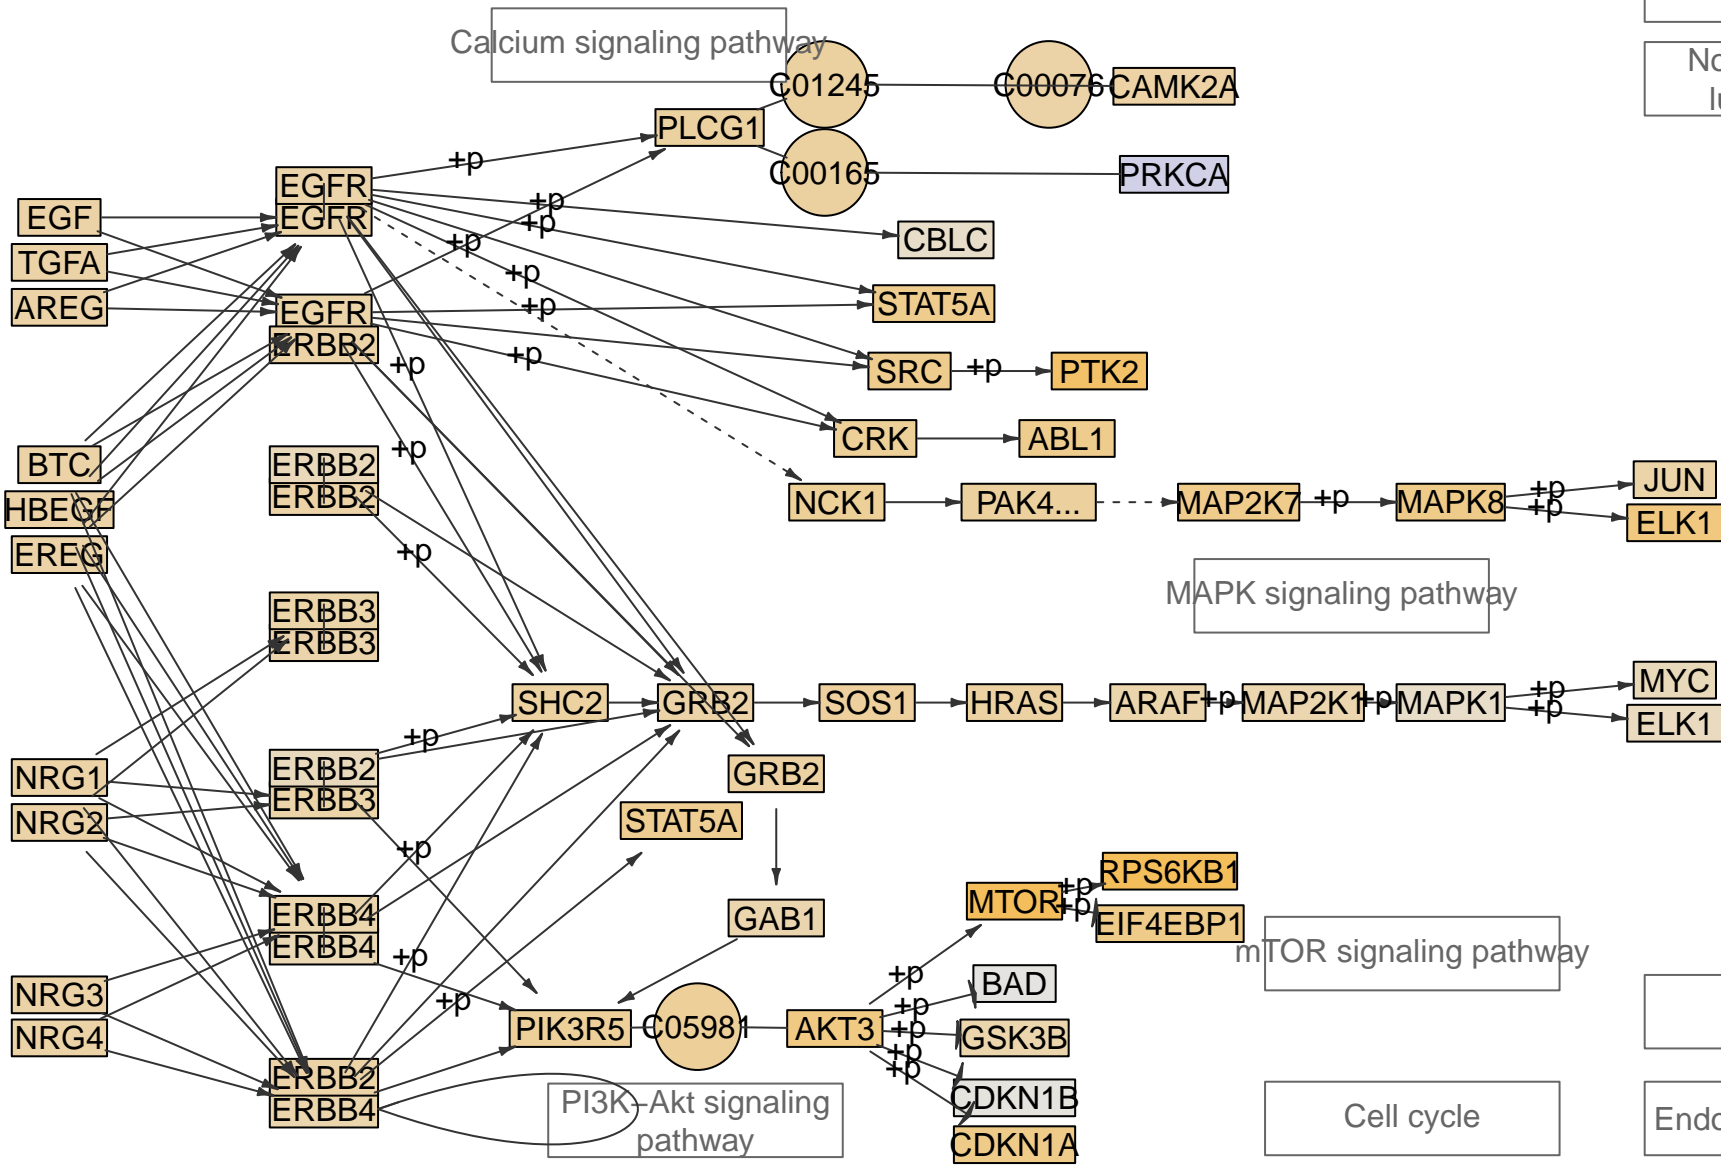 Calcium signaling pathway
No
lu
C01245
C00076
CAMK2A
PLCG1
+p
C00165
PRKCA
EGFR
EGFR
EGF
+p
+p
CBLC
TGFA
+p
+p
AREG
EGFR
+p
STAT5A
ERBB2
+p
+p
SRC
+p
PTK2
CRK
ABL1
BTC
ERBB2
+p
ERBB2
HBEGF
NCK1
PAK4...
MAP2K7
+p
MAPK8
+p
+p
JUN
ELK1
EREG
+p
MAPK signaling pathway
ERBB3
ERBB3
SHC2
GRB2
SOS1
HRAS
ARAF
+p
MAP2K1
+p
MAPK1
+p
+p
MYC
ELK1
+p
NRG1
ERBB2
ERBB3
GRB2
NRG2
STAT5A
+p
MTOR
+p
+p
RPS6KB1
EIF4EBP1
ERBB4
ERBB4
GAB1
mTOR signaling pathway
+p
+p
BAD
NRG3
+p
+p
NRG4
PIK3R5
C05981
AKT3
+p
GSK3B
+p
+p
ERBB2
ERBB4
CDKN1B
CDKN1A
PI3K−Akt signaling
pathway
Cell cycle
Endo